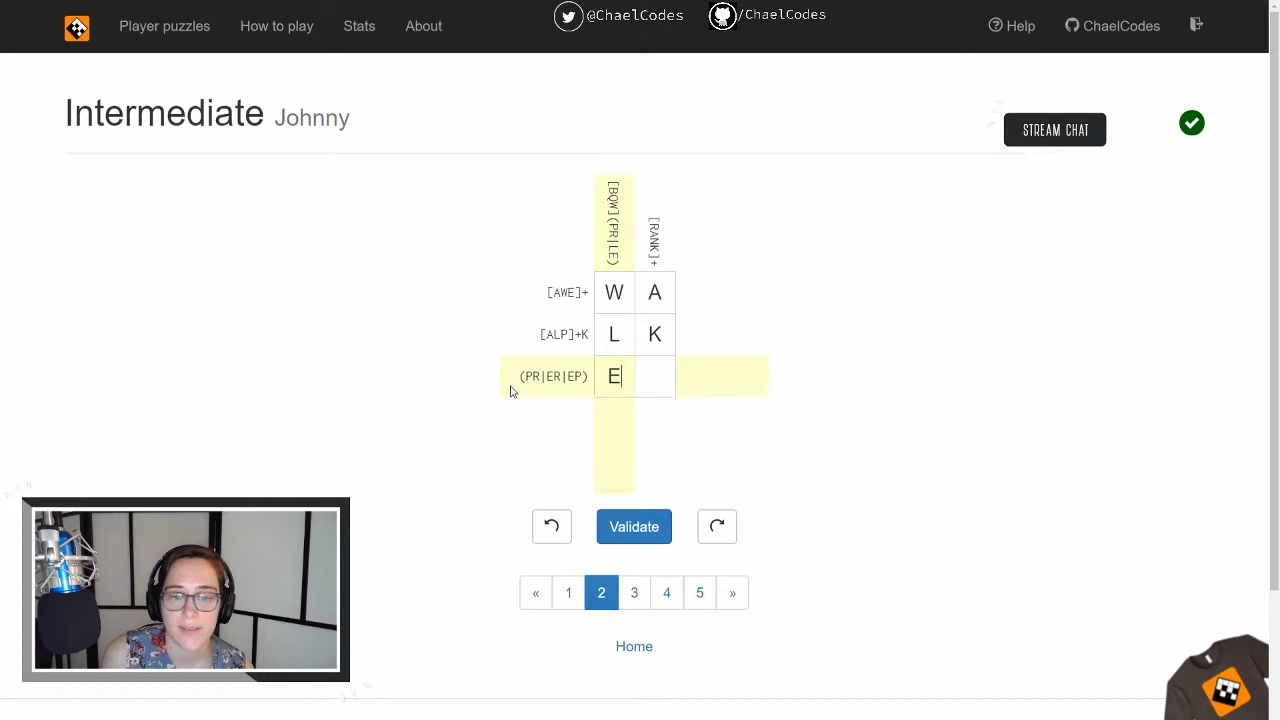 @ChaelCodes /ChaelCodes
Player puzzles How to play Stats About Help ChaelCodes
Intermediate Johnny
STREAM CHAT
[BQW](PR|LE)
[RANK]+
[AWE]+ W A
[ALP]+K L K
(PR|ER|EP) E
Validate
« 1 2 3 4 5 »
Home